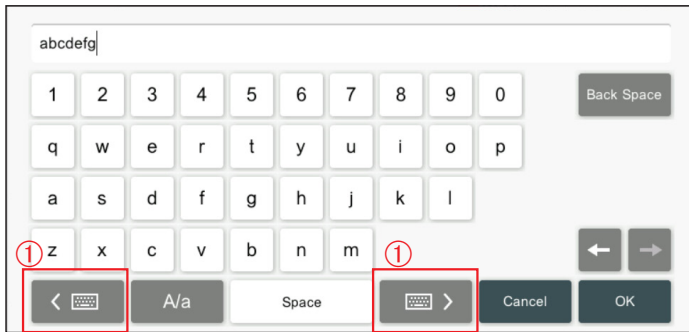 abcdefg
1 2 3 4 5 6 7 8 9 0 Back Space
q w e r t y u i o p
a s d f g h j k l
① z x c v b n m ① ← →
< A/a Space > Cancel OK